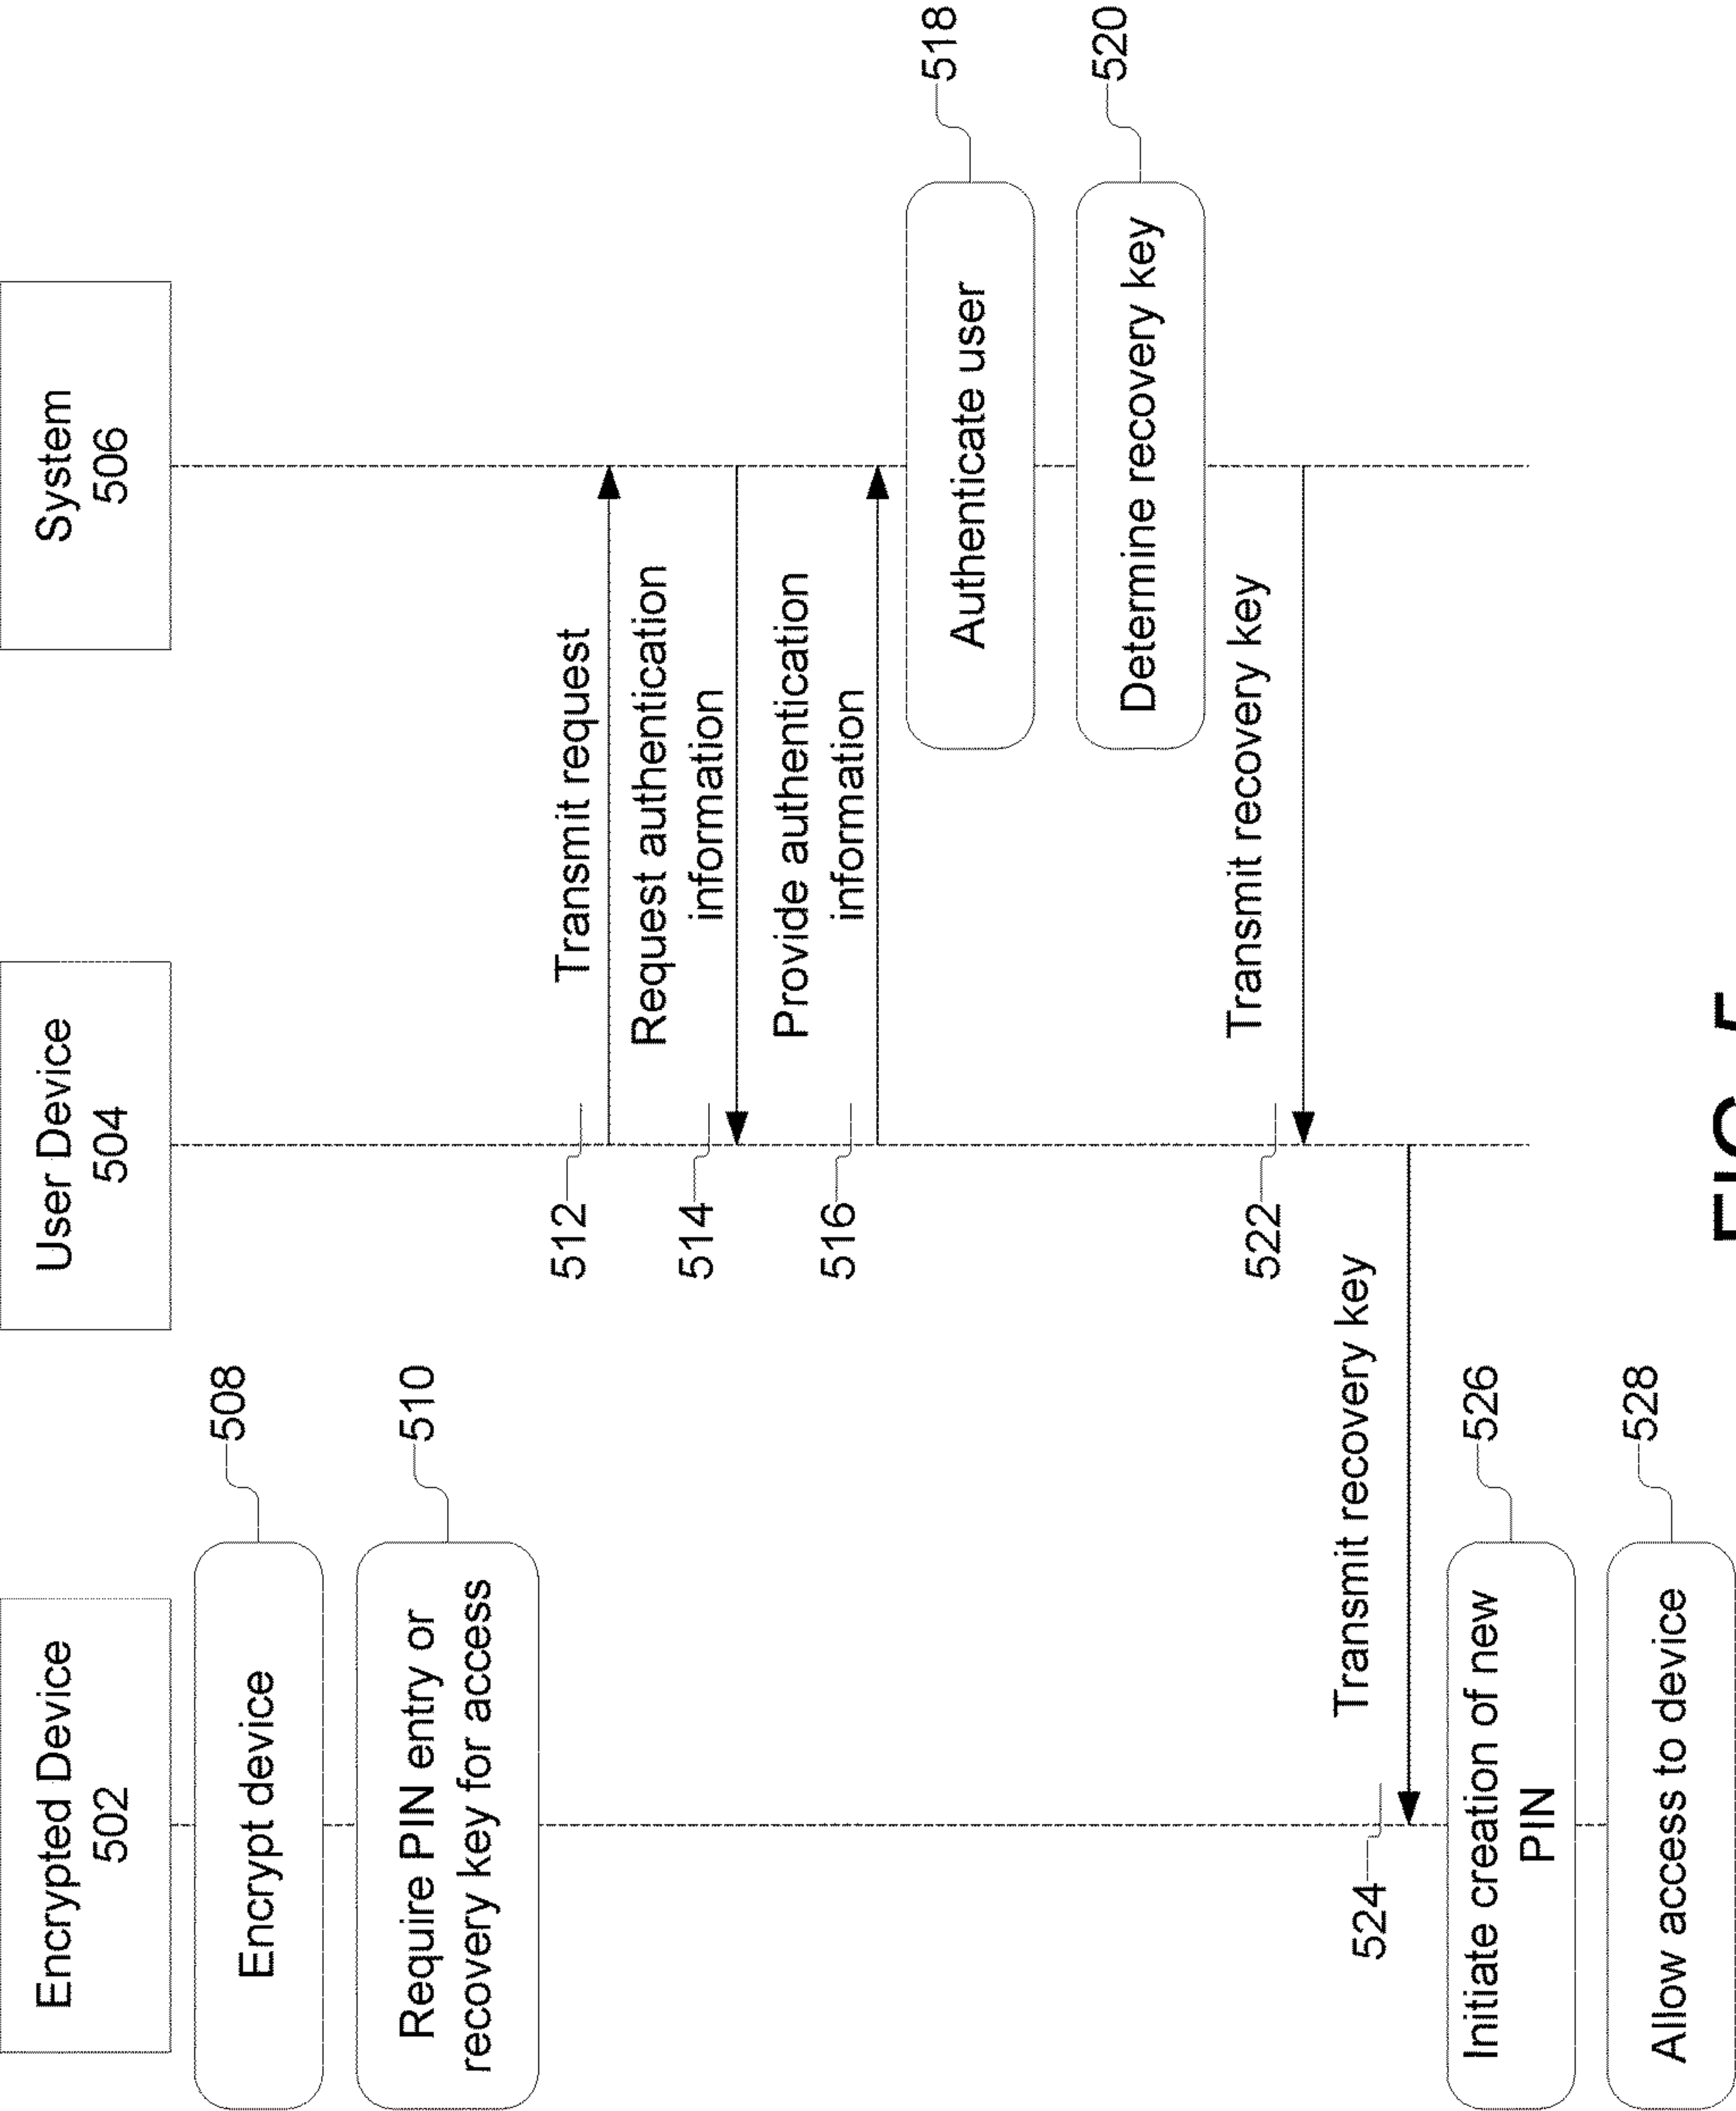 Encrypted Device
502
User Device
504
System
506
Encrypt device
508
Require PIN entry or
recovery key for access
510
512
Transmit request
514
Request authentication
information
516
Provide authentication
information
Authenticate user
518
Determine recovery key
520
522
Transmit recovery key
524
Transmit recovery key
Initiate creation of new
PIN
526
Allow access to device
528